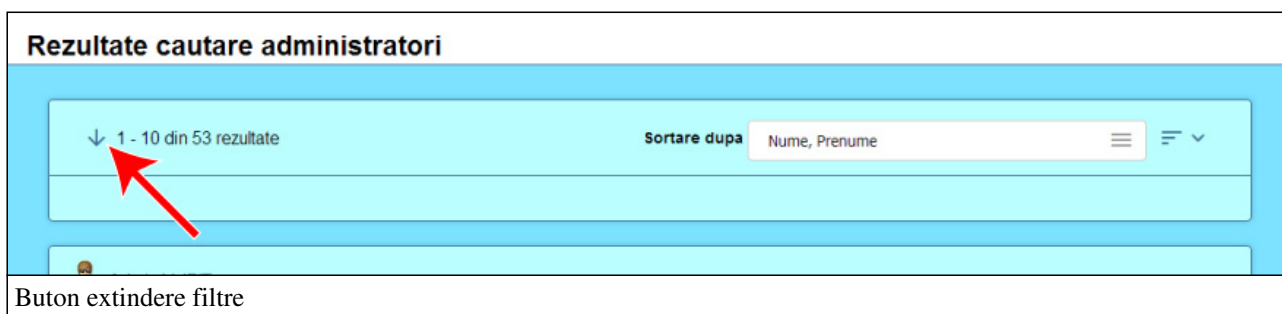 Rezultate cautare administratori
1 - 10 din 53 rezultate
Sortare dupa Nume, Prenume
Buton extindere filtre